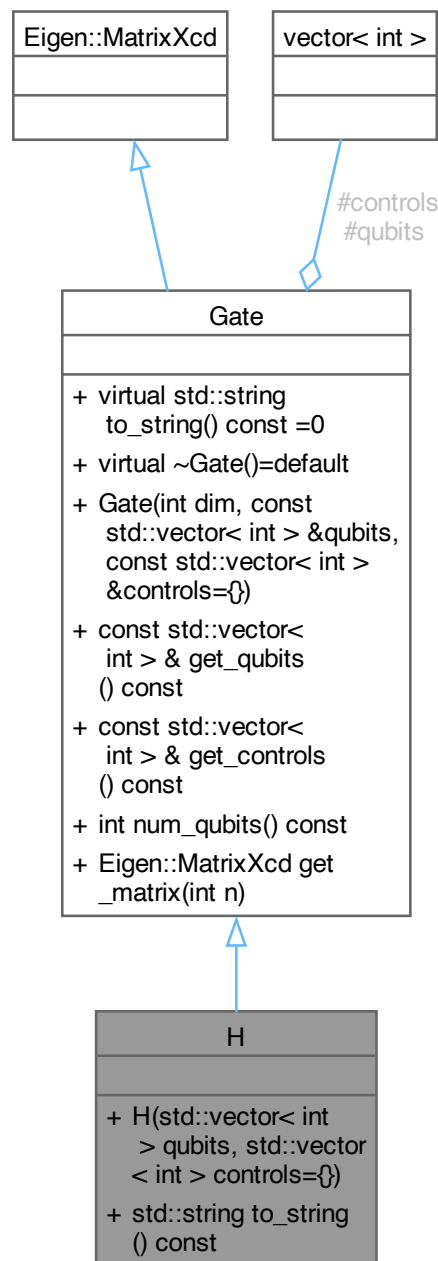 Eigen::MatrixXcd
vector< int >
#controls
#qubits
Gate
+ virtual std::string
to_string() const =0
+ virtual ~Gate()=default
+ Gate(int dim, const
std::vector< int > &qubits,
const std::vector< int >
&controls={})
+ const std::vector<
int > & get_qubits
() const
+ const std::vector<
int > & get_controls
() const
+ int num_qubits() const
+ Eigen::MatrixXcd get
_matrix(int n)
H
+ H(std::vector< int
> qubits, std::vector
< int > controls={})
+ std::string to_string
() const